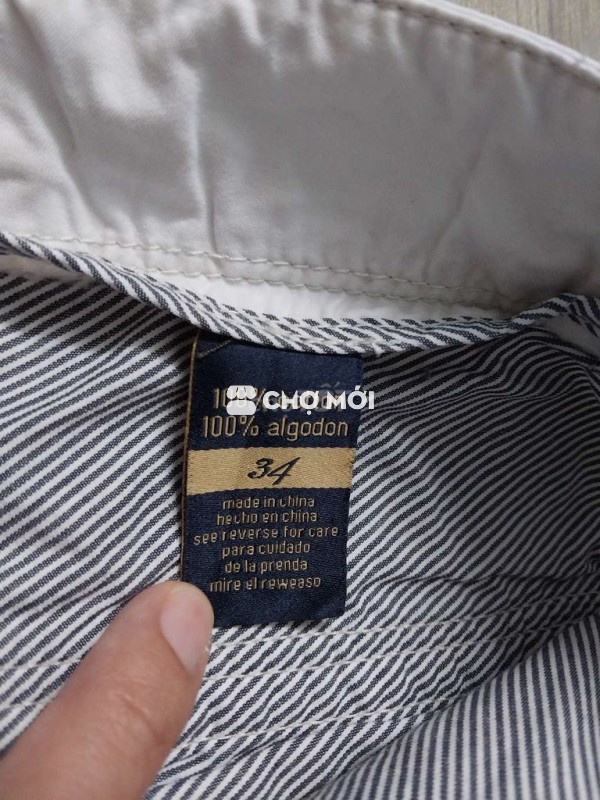 CHỢ MỚI
100% algodon
34
made in china
hecho en china
see reverse for care
para cuidado
de la prenda
mire el reweaso